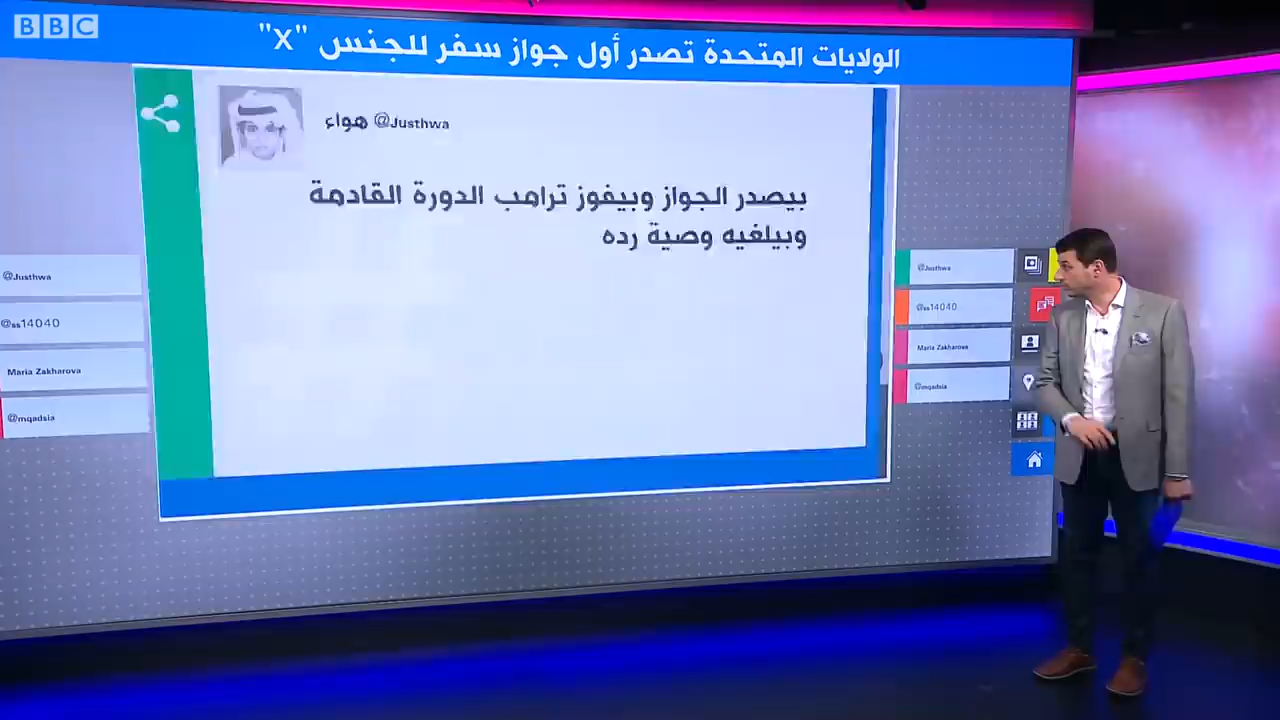 BBC
الولايات المتحدة تصدر أول جواز سفر للجنس "X"
هواء @Justhwa
بيصدر الجواز وبيفوز ترامب الدورة القادمة
وبيلغيه وصية رده
@Justhwa
@ss14040
Maria Zakharova
@mqadsia
@Justhwa
@ss14040
Maria Zakharova
@mqadsia